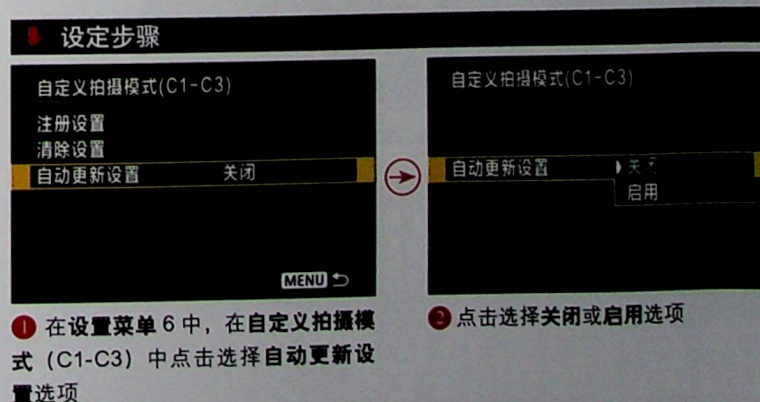 设定步骤
自定义拍摄模式(C1-C3)
注册设置
清除设置
自动更新设置 关闭
MENU
自定义拍摄模式(C1-C3)
自动更新设置 关闭
启用
1 在设置菜单 6 中，在自定义拍摄模
式（C1-C3）中点击选择自动更新设
置选项
2 点击选择关闭或启用选项